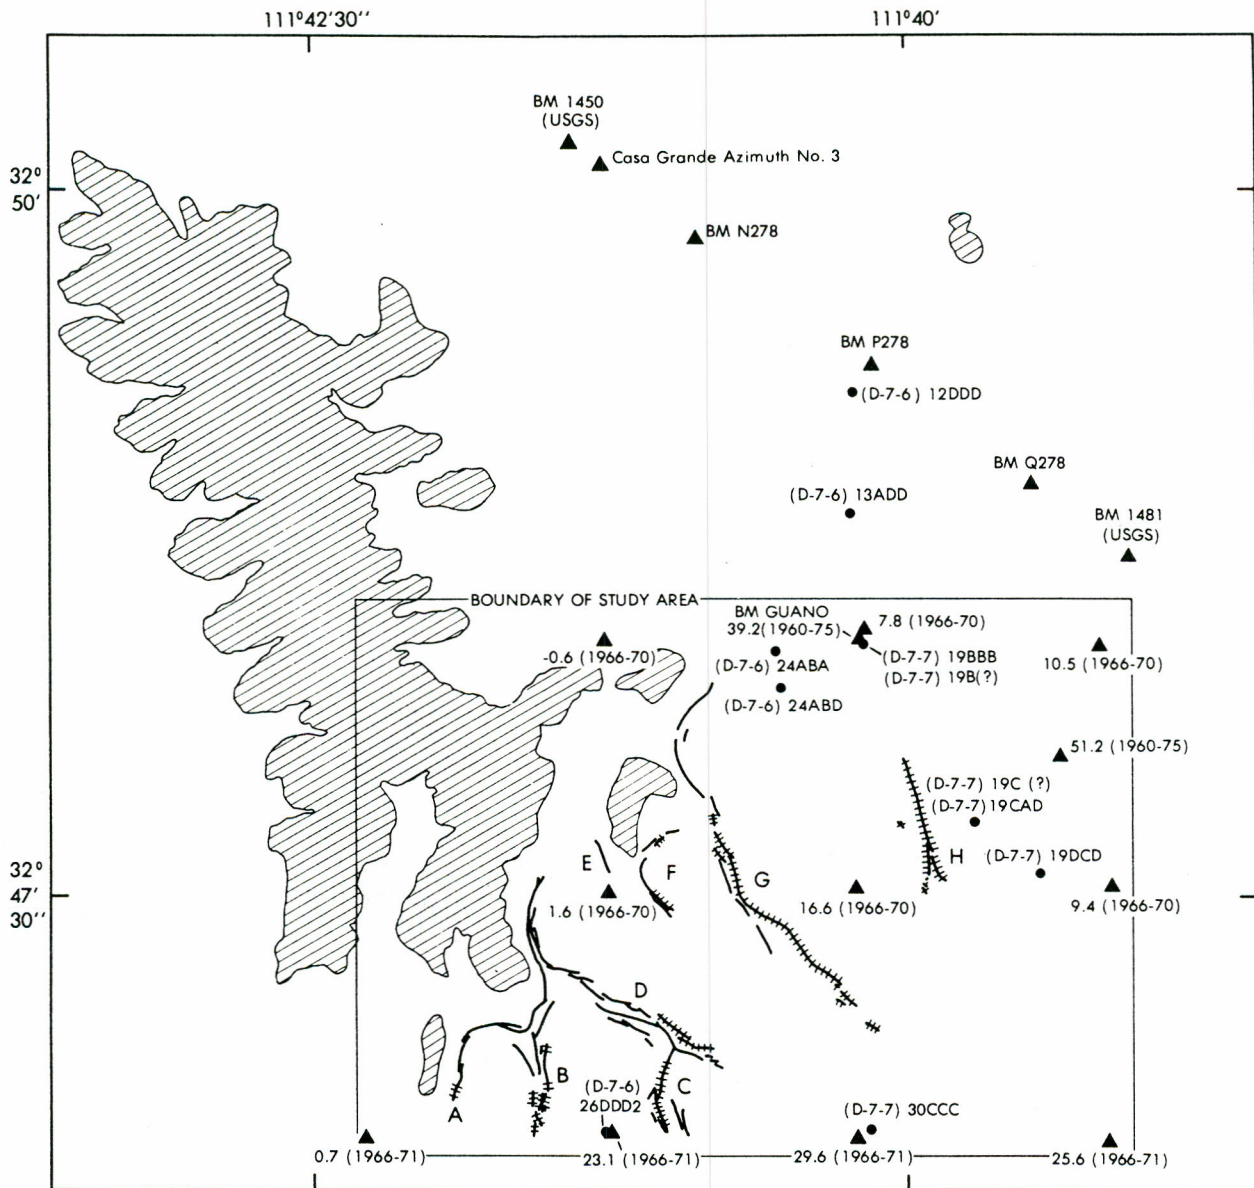 111°42'30''
111°40'
BM 1450
(USGS)
Casa Grande Azimuth No. 3
32°
50'
BM N278
BM P278
(D-7-6) 12DDD
BM Q278
(D-7-6) 13ADD
BM 1481
(USGS)
BOUNDARY OF STUDY AREA
BM GUANO
39.2(1960-75)
7.8 (1966-70)
-0.6 (1966-70)
(D-7-6) 24ABA
(D-7-7) 19BBB
(D-7-7) 19B(?)
10.5 (1966-70)
(D-7-6) 24ABD
51.2 (1960-75)
(D-7-7) 19C (?)
(D-7-7) 19CAD
(D-7-7) 19DCD
H
E
F
G
32°
47'
30''
1.6 (1966-70)
16.6 (1966-70)
9.4 (1966-70)
D
B
(D-7-6)
26DDD2
C
A
(D-7-7) 30CCC
0.7 (1966-71)
23.1 (1966-71)
29.6 (1966-71)
25.6 (1966-71)